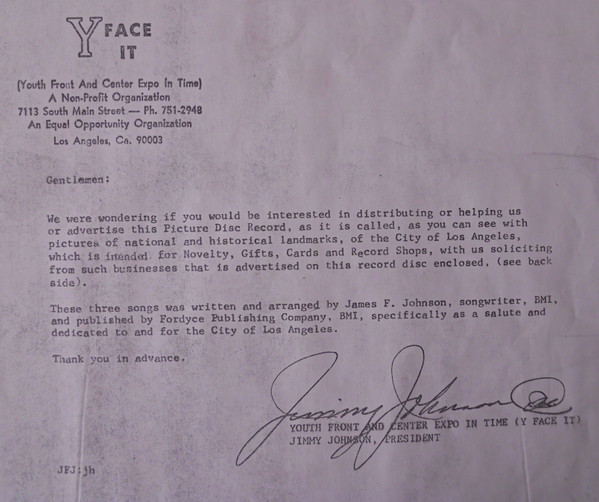 Y FACE
IT
(Youth Front And Center Expo In Time)
A Non-Profit Organization
7113 South Main Street — Ph. 751-2948
An Equal Opportunity Organization
Los Angeles, Ca. 90003
Gentlemen:
We were wondering if you would be interested in distributing or helping us
or advertise this Picture Disc Record, as it is called, as you can see with
pictures of national and historical landmarks, of the City of Los Angeles,
which is intended for Novelty, Gifts, Cards and Record Shops, with us soliciting
from such businesses that is advertised on this record disc enclosed, (see back
side).
These three songs was written and arranged by James F. Johnson, songwriter, BMI,
and published by Fordyce Publishing Company, BMI, specifically as a salute and
dedicated to and for the City of Los Angeles.
Thank you in advance.
Jimmy Johnson
YOUTH FRONT AND CENTER EXPO IN TIME (Y FACE IT)
JIMMY JOHNSON, PRESIDENT
JFJ:jh